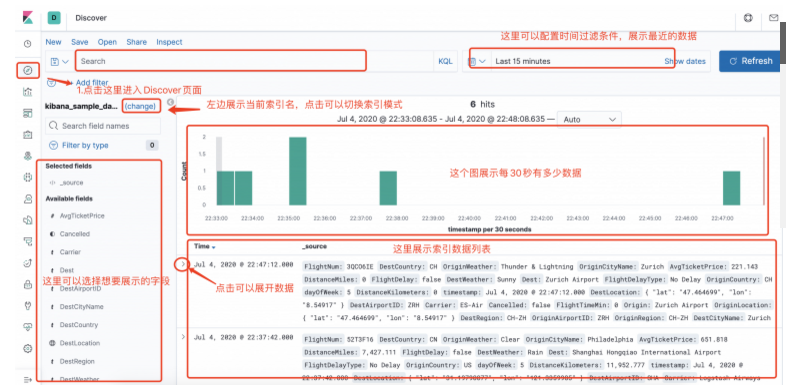 D Discover
New Save Open Share Inspect
这里可以配置时间过滤条件，展示最近的数据
Search KQL Last 15 minutes Show dates Refresh
+ Add filter
1.点击这里进入 Discover 页面
kibana_sample_da... (change) 左边展示当前索引名，点击可以切换索引模式
6 hits
Jul 4, 2020 @ 22:33:08.635 - Jul 4, 2020 @ 22:48:08.635 — Auto
Search field names
Filter by type 0
Selected fields
_source
Available fields
t AvgTicketPrice
Cancelled
t Carrier
t Dest
这里可以选择想要展示的字段
t DestAirportID
t DestCityName
t DestCountry
DestLocation
t DestRegion
t DestWeather
Count
2
1.5
1
0.5
0
这个图展示每30秒有多少数据
22:33:00 22:34:00 22:35:00 22:36:00 22:37:00 22:38:00 22:39:00 22:40:00 22:41:00 22:42:00 22:43:00 22:44:00 22:45:00 22:46:00 22:47:00
timestamp per 30 seconds
Time _source
这里展示索引数据列表
Jul 4, 2020 @ 22:47:12.000
点击可以展开数据
FlightNum: 3QCO6IE DestCountry: CH OriginWeather: Thunder & Lightning OriginCityName: Zurich AvgTicketPrice: 221.143
DistanceMiles: 0 FlightDelay: false DestWeather: Sunny Dest: Zurich Airport FlightDelayType: No Delay OriginCountry: CH
dayOfWeek: 5 DistanceKilometers: 0 timestamp: Jul 4, 2020 @ 22:47:12.000 DestLocation: { "lat": "47.464699", "lon":
"8.54917" } DestAirportID: ZRH Carrier: ES-Air Cancelled: false FlightTimeMin: 0 Origin: Zurich Airport OriginLocation:
{ "lat": "47.464699", "lon": "8.54917" } DestRegion: CH-ZH OriginAirportID: ZRH OriginRegion: CH-ZH DestCityName: Zurich
Jul 4, 2020 @ 22:37:42.000
FlightNum: 52T3F16 DestCountry: CN OriginWeather: Clear OriginCityName: Philadelphia AvgTicketPrice: 651.818
DistanceMiles: 7,427.111 FlightDelay: false DestWeather: Rain Dest: Shanghai Hongqiao International Airport
FlightDelayType: No Delay OriginCountry: US dayOfWeek: 5 DistanceKilometers: 11,952.777 timestamp: Jul 4, 2020 @
22:37:42.000 DestLocation: { "lat":